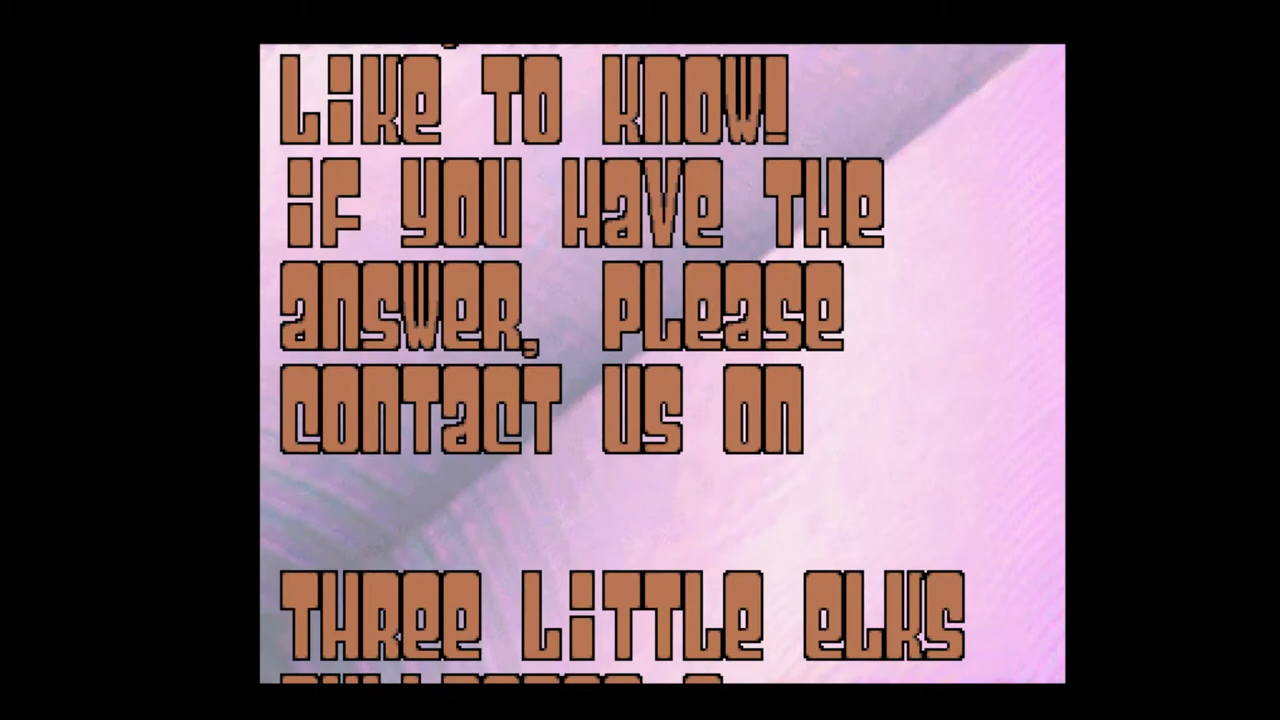 LiKe TO KNOW!
iF YOU HaVe THe
aNSWeR, PLeaSe
CONTaCT US ON
THRee LiTTLe eLKS